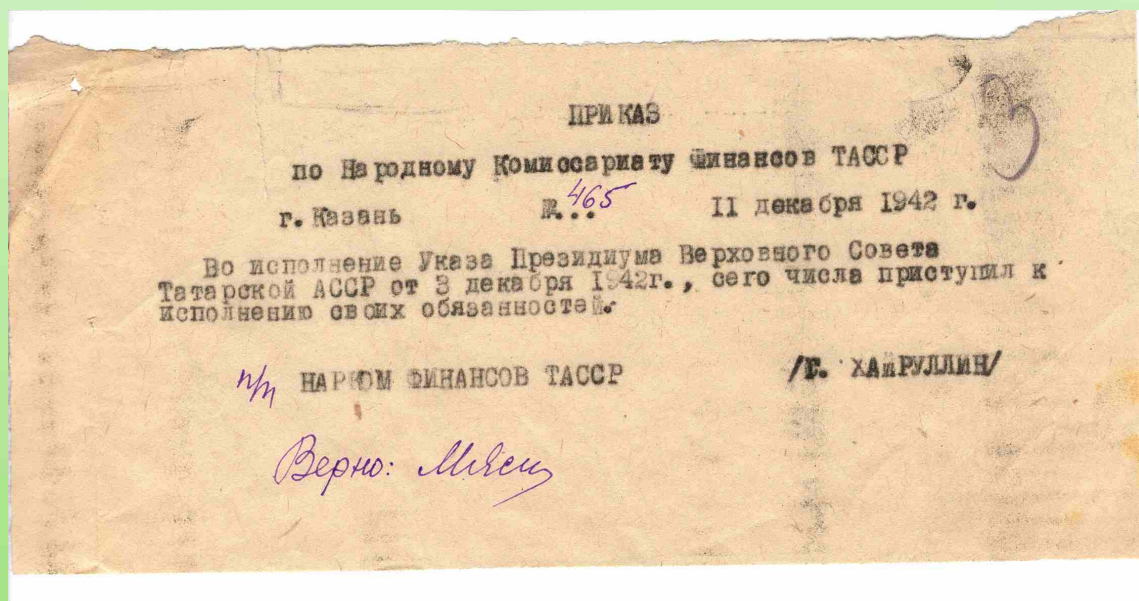 3
ПРИКАЗ
по Народному Комиссариату Финансов ТАССР
г. Казань №... 465 11 декабря 1942 г.
Во исполнение Указа Президиума Верховного Совета
Татарской АССР от 3 декабря 1942г., сего числа приступил к
исполнению своих обязанностей.
п/п НАРКОМ ФИНАНСОВ ТАССР /Г. ХАЙРУЛЛИН/
Верно: